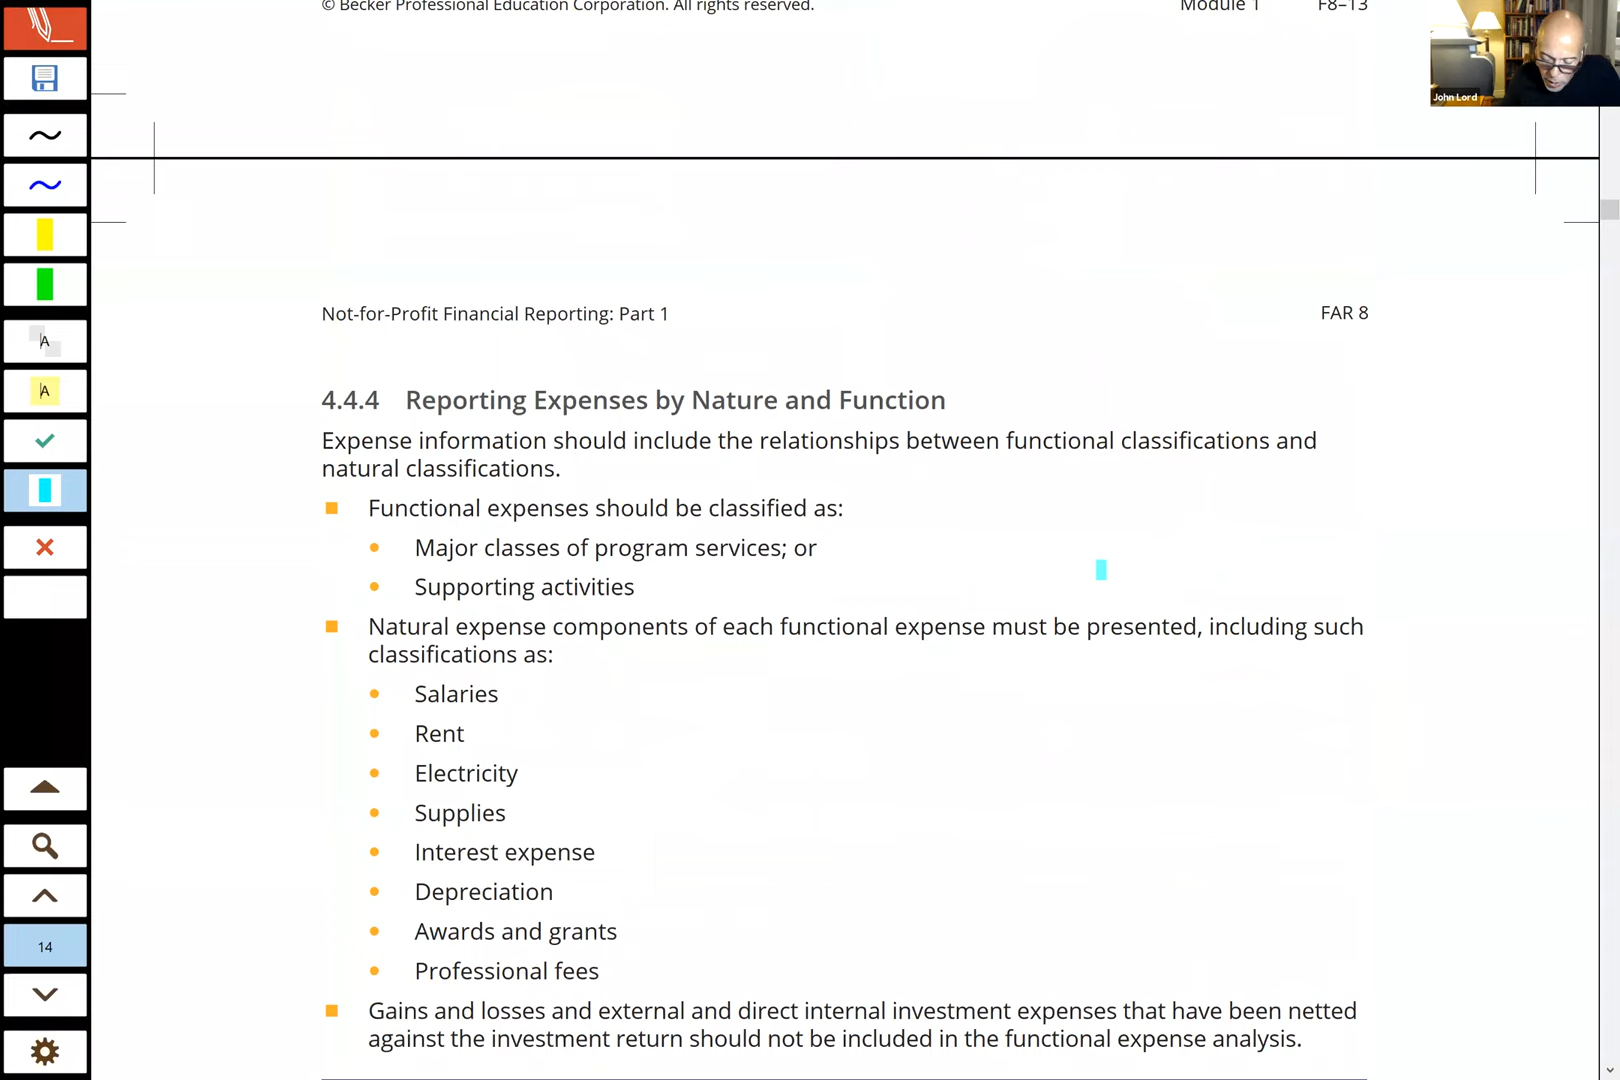 © Becker Professional Education Corporation. All rights reserved. Module 1 F8–13
John Lord
Not-for-Profit Financial Reporting: Part 1 FAR 8
4.4.4 Reporting Expenses by Nature and Function
Expense information should include the relationships between functional classifications and
natural classifications.
Functional expenses should be classified as:
Major classes of program services; or
Supporting activities
Natural expense components of each functional expense must be presented, including such
classifications as:
Salaries
Rent
Electricity
Supplies
Interest expense
Depreciation
Awards and grants
Professional fees
Gains and losses and external and direct internal investment expenses that have been netted
against the investment return should not be included in the functional expense analysis.
A
A
14